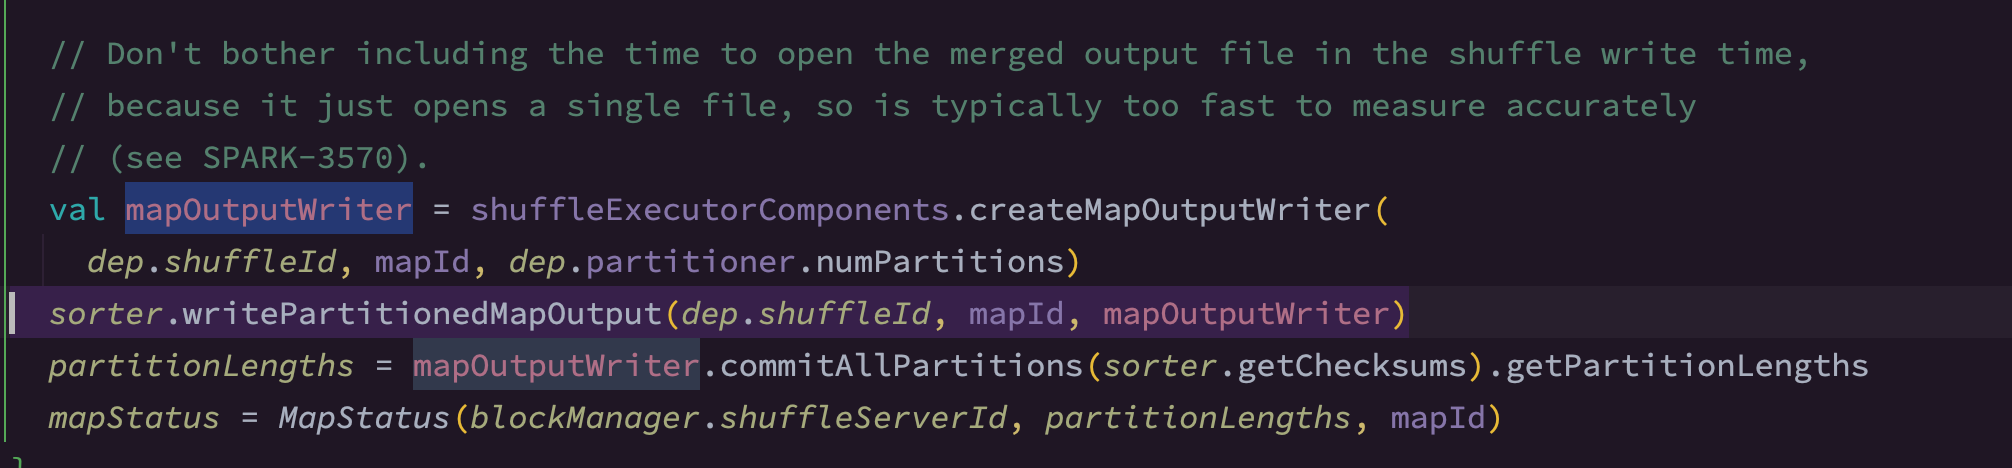 // Don't bother including the time to open the merged output file in the shuffle write time,
// because it just opens a single file, so is typically too fast to measure accurately
// (see SPARK-3570).
val mapOutputWriter = shuffleExecutorComponents.createMapOutputWriter(
  dep.shuffleId, mapId, dep.partitioner.numPartitions)
sorter.writePartitionedMapOutput(dep.shuffleId, mapId, mapOutputWriter)
partitionLengths = mapOutputWriter.commitAllPartitions(sorter.getChecksums).getPartitionLengths
mapStatus = MapStatus(blockManager.shuffleServerId, partitionLengths, mapId)
}